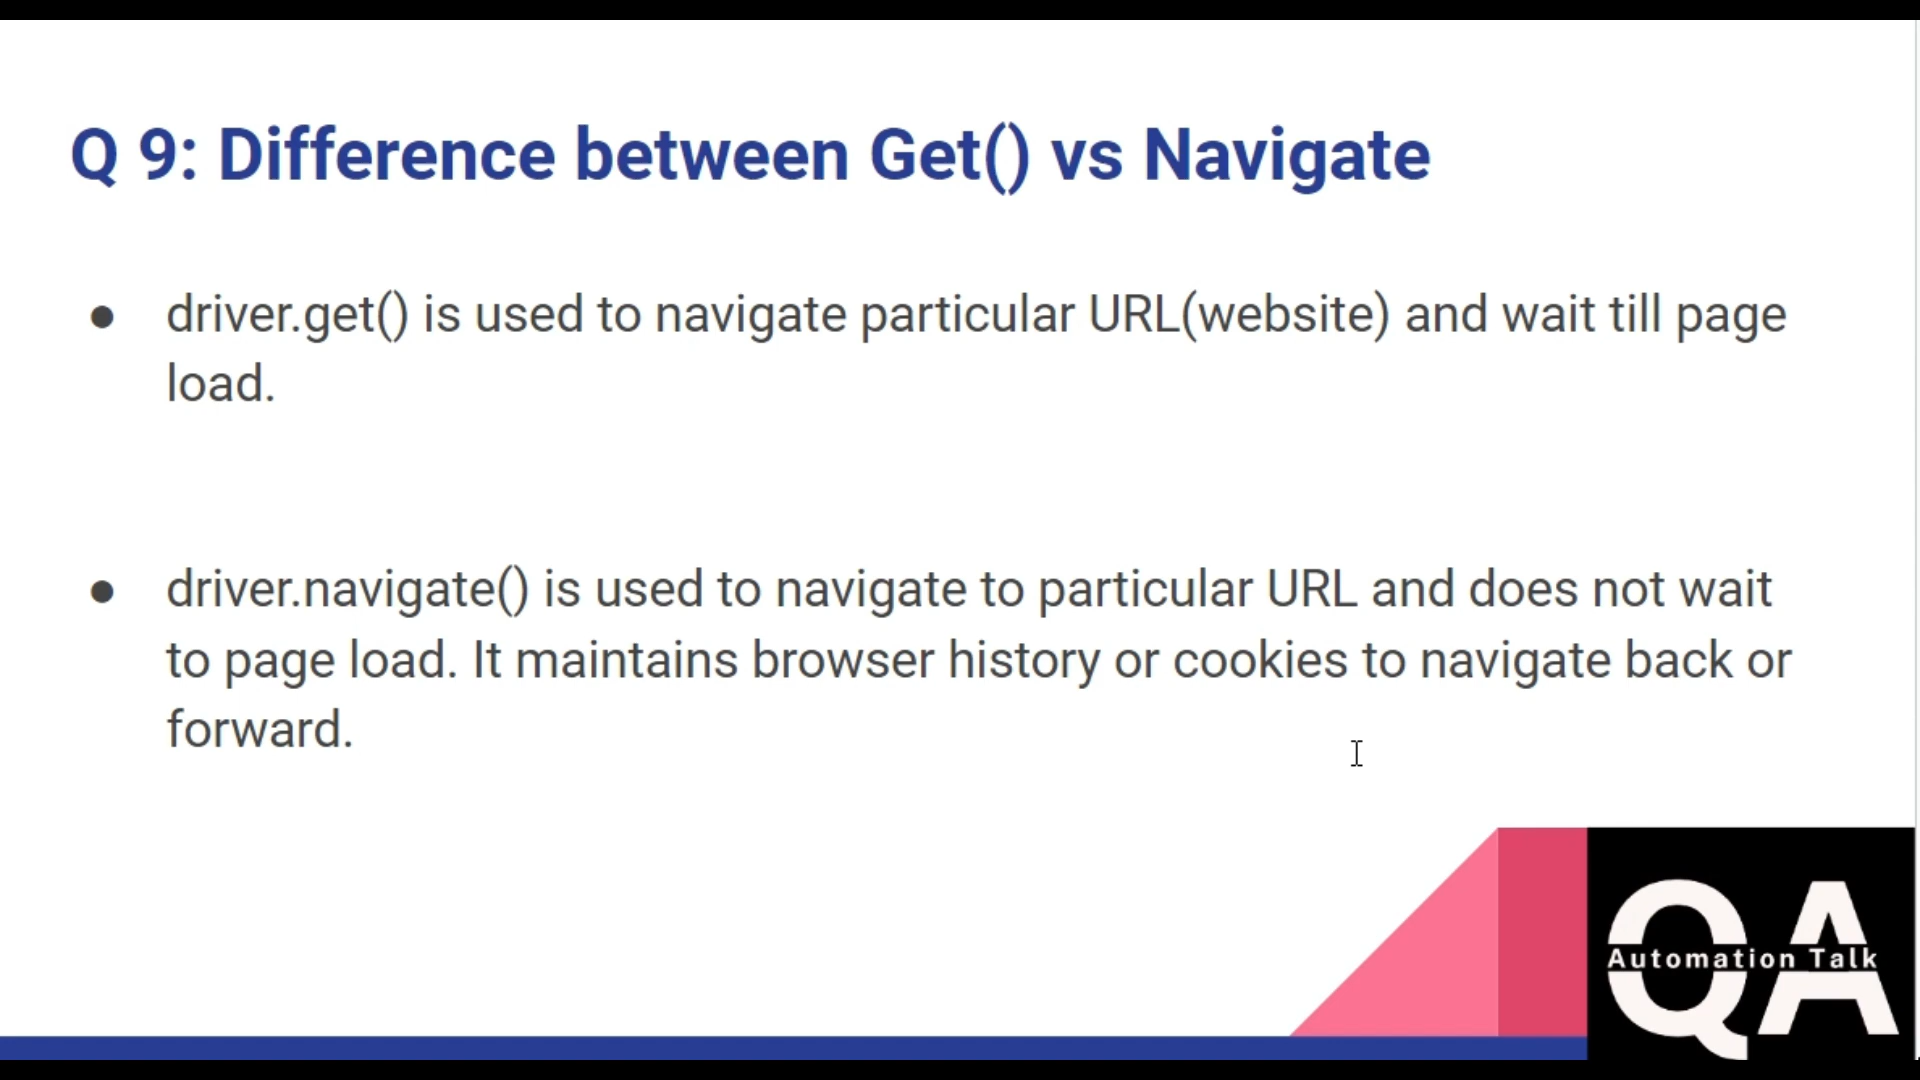 Q 9: Difference between Get() vs Navigate
● driver.get() is used to navigate particular URL(website) and wait till page
load.
● driver.navigate() is used to navigate to particular URL and does not wait
to page load. It maintains browser history or cookies to navigate back or
forward.
QA
Automation Talk